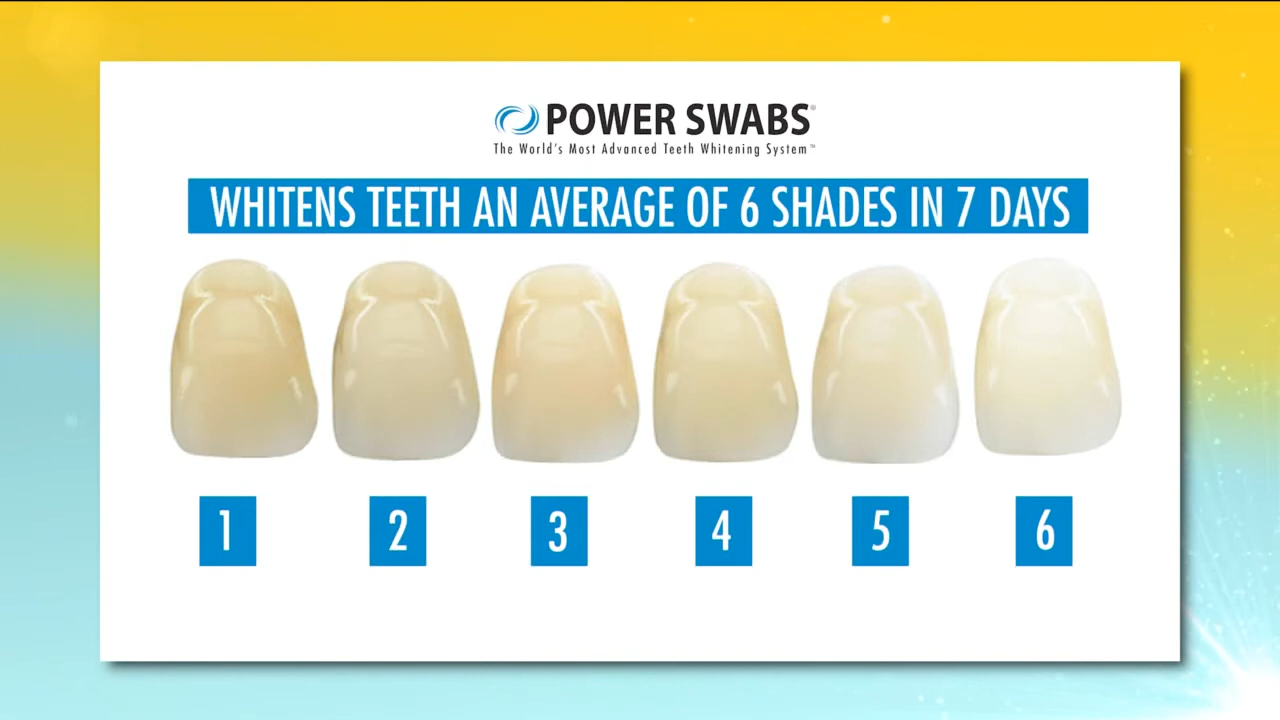 POWER SWABS®
The World's Most Advanced Teeth Whitening System™
WHITENS TEETH AN AVERAGE OF 6 SHADES IN 7 DAYS
1 2 3 4 5 6